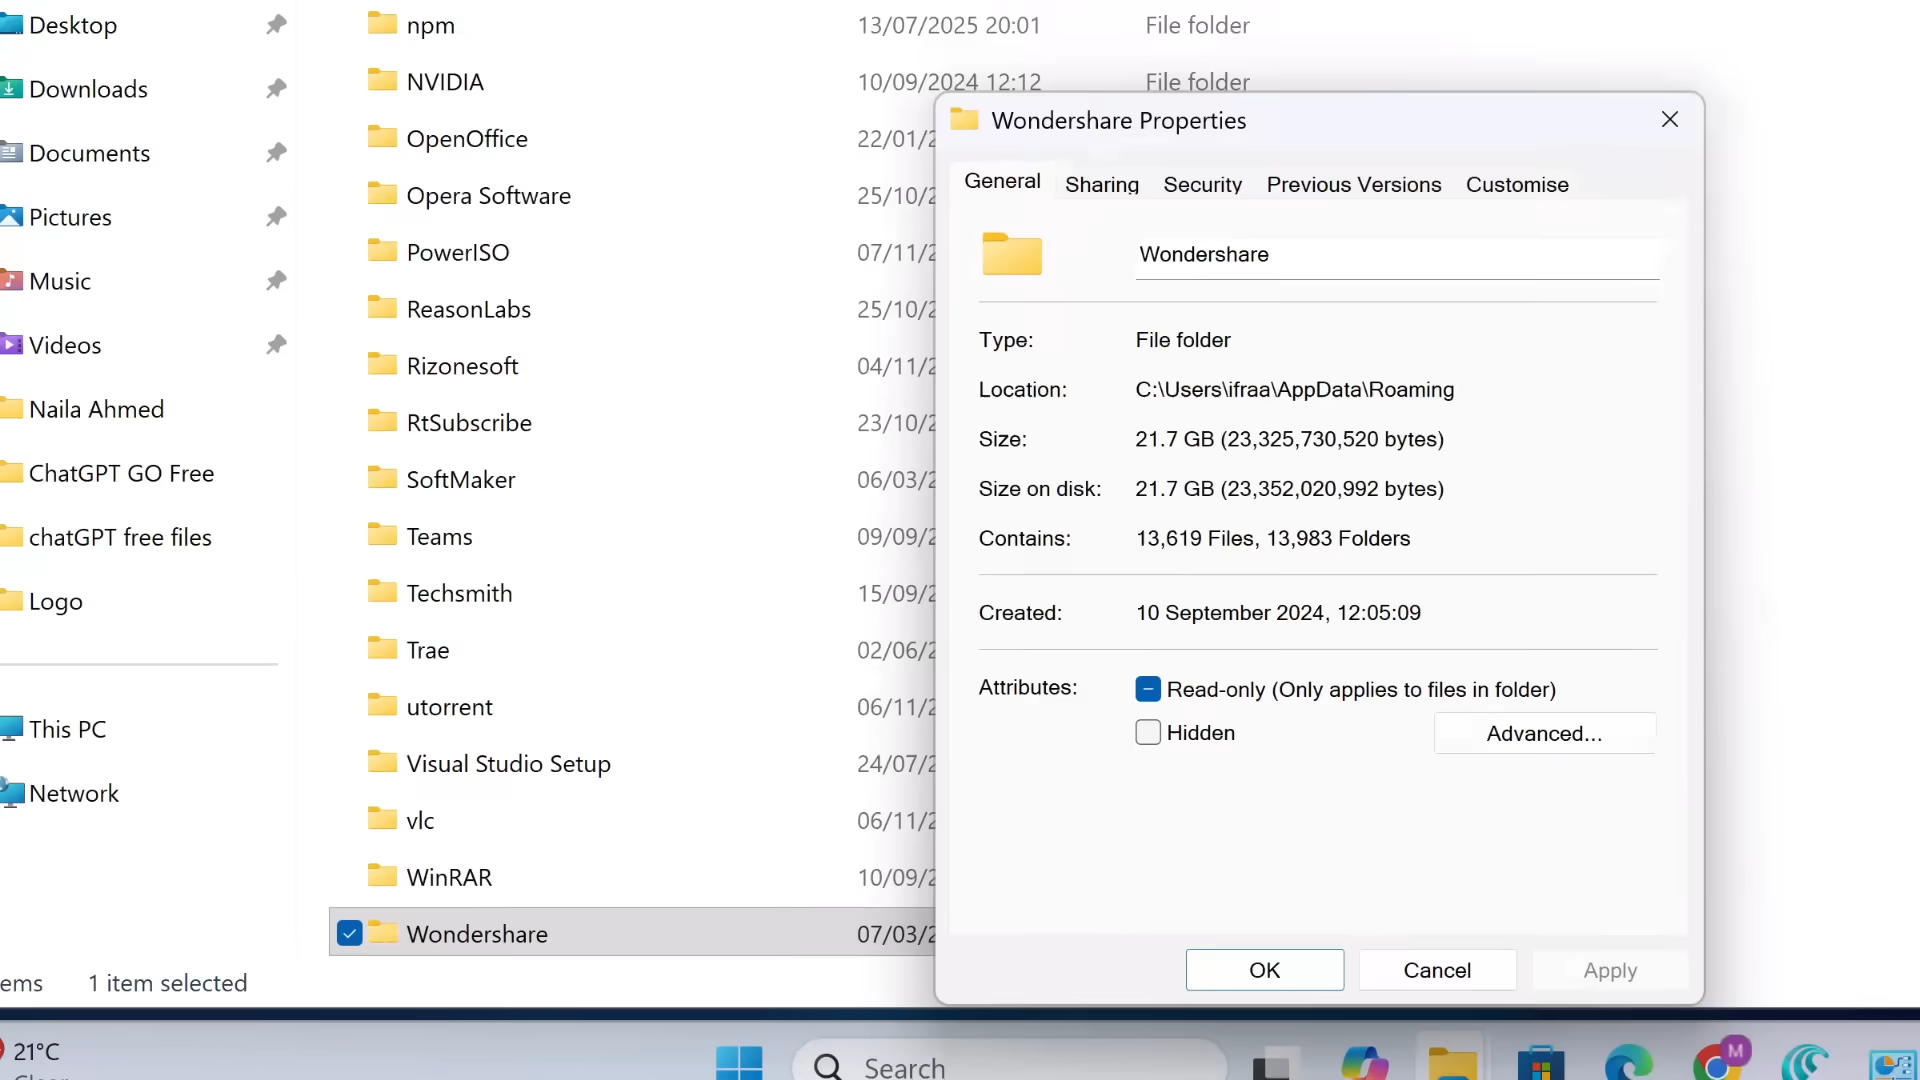 Desktop
Downloads
Documents
Pictures
Music
Videos
Naila Ahmed
ChatGPT GO Free
chatGPT free files
Logo
This PC
Network
npm 13/07/2025 20:01 File folder
NVIDIA 10/09/2024 12:12 File folder
OpenOffice 22/01/2
Opera Software 25/10/2
PowerISO 07/11/2
ReasonLabs 25/10/2
Rizonesoft 04/11/2
RtSubscribe 23/10/2
SoftMaker 06/03/2
Teams 09/09/2
Techsmith 15/09/2
Trae 02/06/2
utorrent 06/11/2
Visual Studio Setup 24/07/2
vlc 06/11/2
WinRAR 10/09/2
Wondershare 07/03/2
Wondershare Properties
General Sharing Security Previous Versions Customise
Wondershare
Type: File folder
Location: C:\Users\ifraa\AppData\Roaming
Size: 21.7 GB (23,325,730,520 bytes)
Size on disk: 21.7 GB (23,352,020,992 bytes)
Contains: 13,619 Files, 13,983 Folders
Created: 10 September 2024, 12:05:09
Attributes: Read-only (Only applies to files in folder)
Hidden Advanced...
OK Cancel Apply
ems 1 item selected
21°C
Search
M